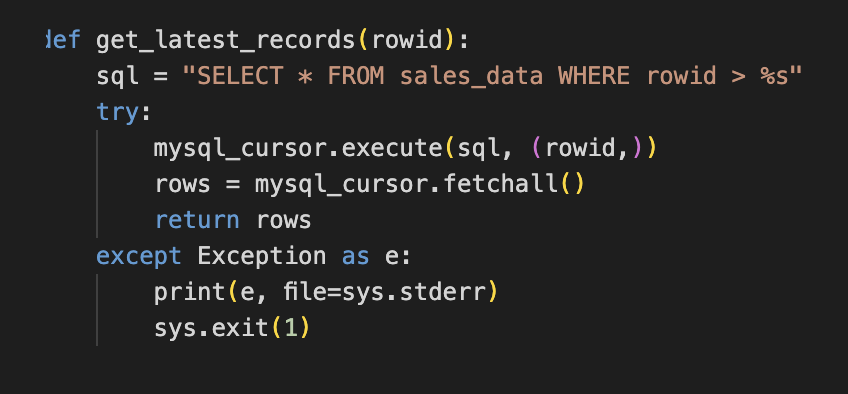 def get_latest_records(rowid):
    sql = "SELECT * FROM sales_data WHERE rowid > %s"
    try:
        mysql_cursor.execute(sql, (rowid,))
        rows = mysql_cursor.fetchall()
        return rows
    except Exception as e:
        print(e, file=sys.stderr)
        sys.exit(1)